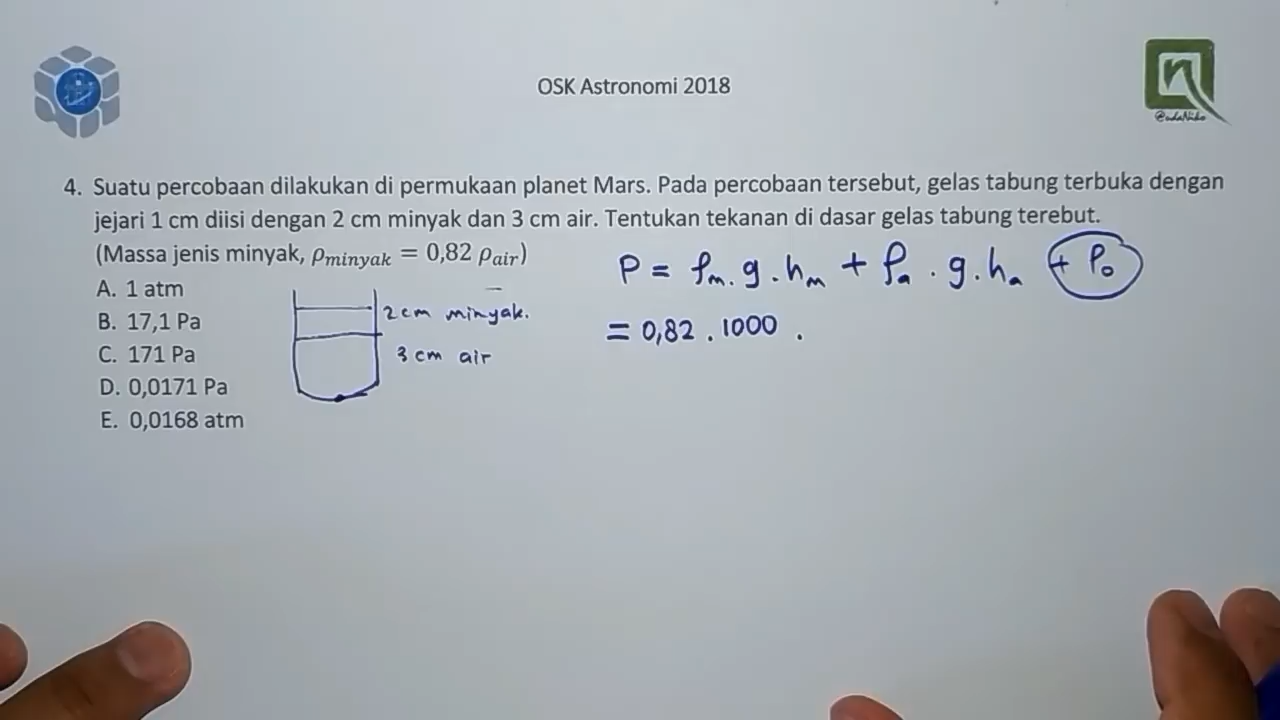 OSK Astronomi 2018
@udaNiko
4. Suatu percobaan dilakukan di permukaan planet Mars. Pada percobaan tersebut, gelas tabung terbuka dengan
jejari 1 cm diisi dengan 2 cm minyak dan 3 cm air. Tentukan tekanan di dasar gelas tabung terebut.
(Massa jenis minyak, ρminyak = 0,82 ρair)
A. 1 atm
B. 17,1 Pa
C. 171 Pa
D. 0,0171 Pa
E. 0,0168 atm
2 cm minyak.
3 cm air
P = ρm . g . hm + ρa . g . ha + P₀
= 0,82 . 1000 .